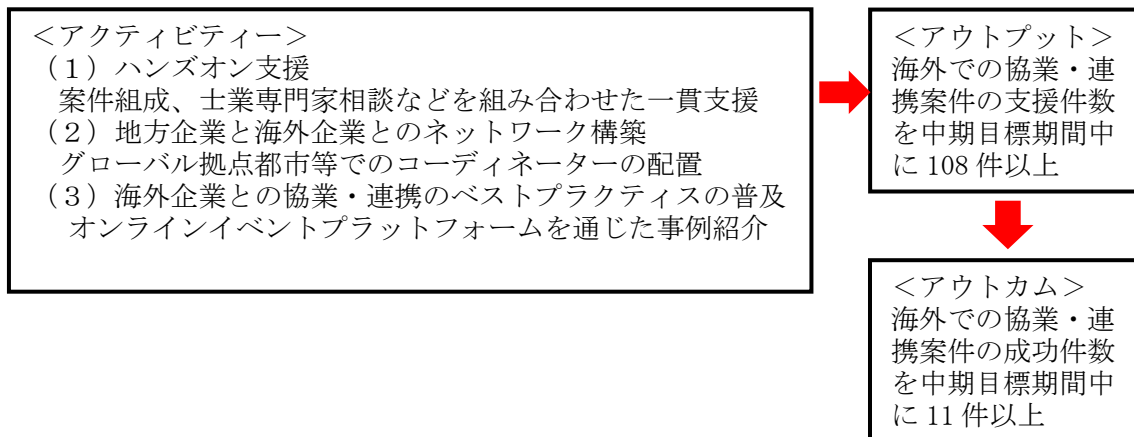 ＜アクティビティー＞
（１）ハンズオン支援
案件組成、士業専門家相談などを組み合わせた一貫支援
（２）地方企業と海外企業とのネットワーク構築
グローバル拠点都市等でのコーディネーターの配置
（３）海外企業との協業・連携のベストプラクティスの普及
オンラインイベントプラットフォームを通じた事例紹介
＜アウトプット＞
海外での協業・連
携案件の支援件数
を中期目標期間中
に 108 件以上
＜アウトカム＞
海外での協業・連
携案件の成功件数
を中期目標期間中
に 11 件以上